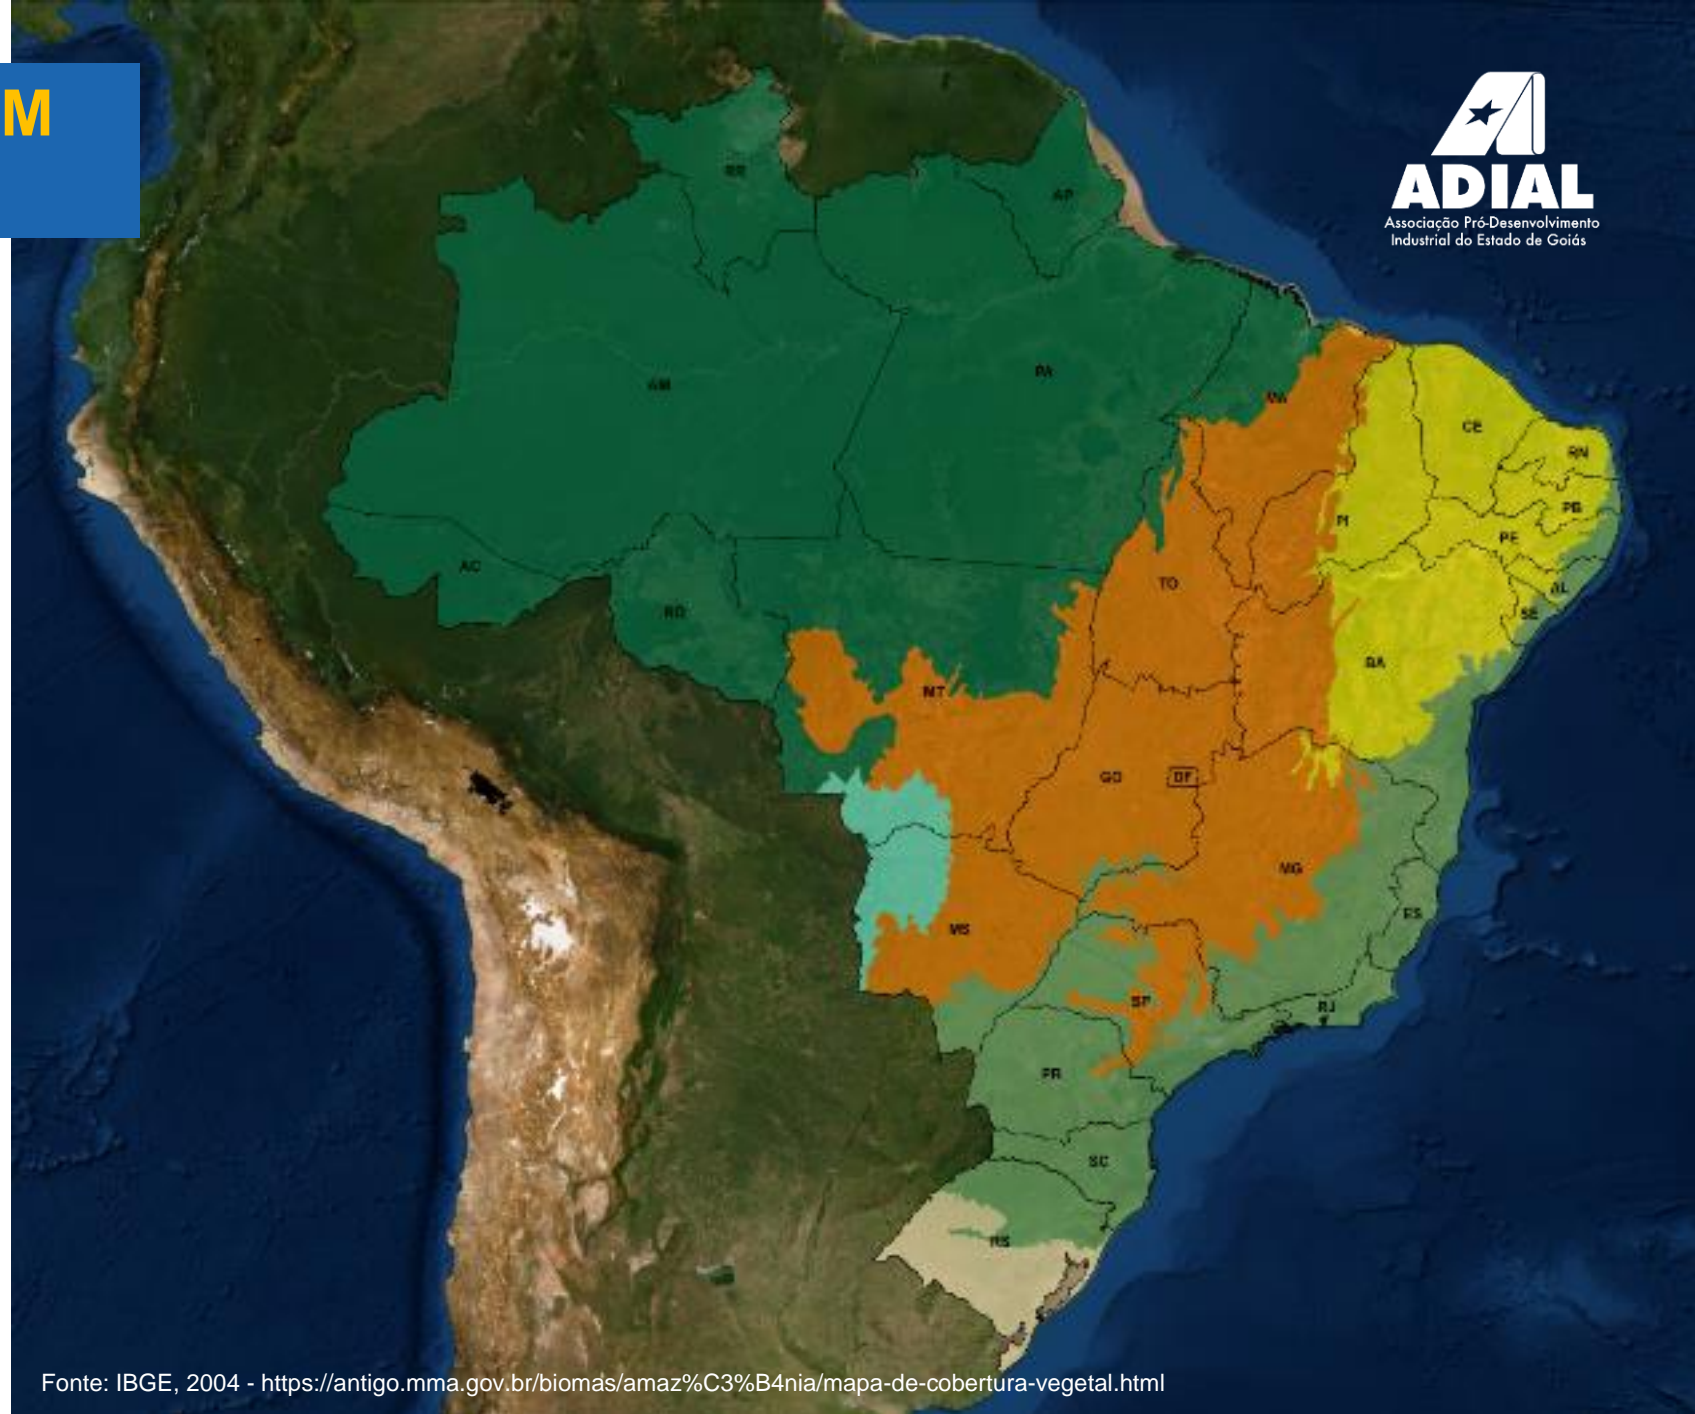 M
ADIAL
Associação Pró-Desenvolvimento
Industrial do Estado de Goiás
RR
AP
AM
PA
MA
CE
RN
PB
PI
PE
AC
TO
AL
RO
SE
BA
MT
GO
DF
MG
ES
MS
SP
RJ
PR
SC
RS
Fonte: IBGE, 2004 - https://antigo.mma.gov.br/biomas/amaz%C3%B4nia/mapa-de-cobertura-vegetal.html